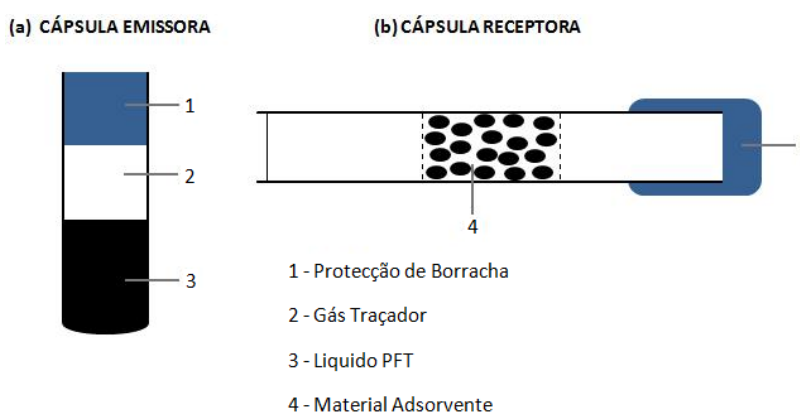 (a) CÁPSULA EMISSORA
(b) CÁPSULA RECEPTORA
1
2
3
4
1 - Protecção de Borracha
2 - Gás Traçador
3 - Liquido PFT
4 - Material Adsorvente